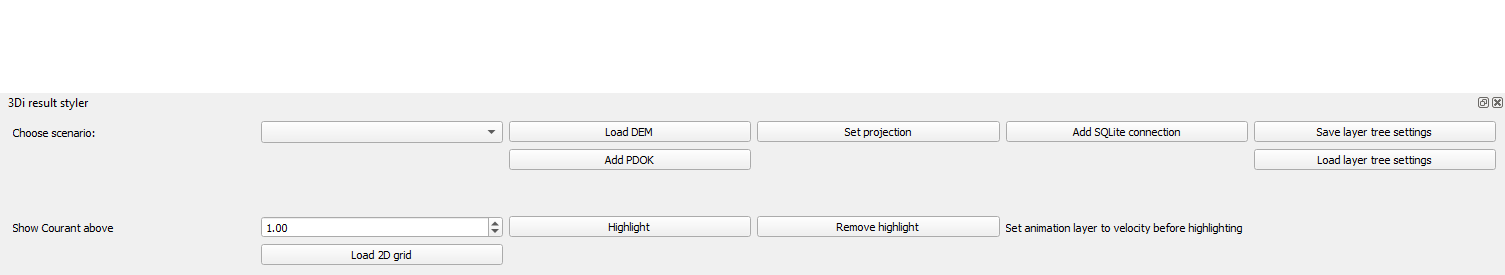 3Di result styler
Choose scenario: Load DEM Set projection Add SQLite connection Save layer tree settings
Add PDOK Load layer tree settings
Show Courant above 1.00 Highlight Remove highlight Set animation layer to velocity before highlighting
Load 2D grid